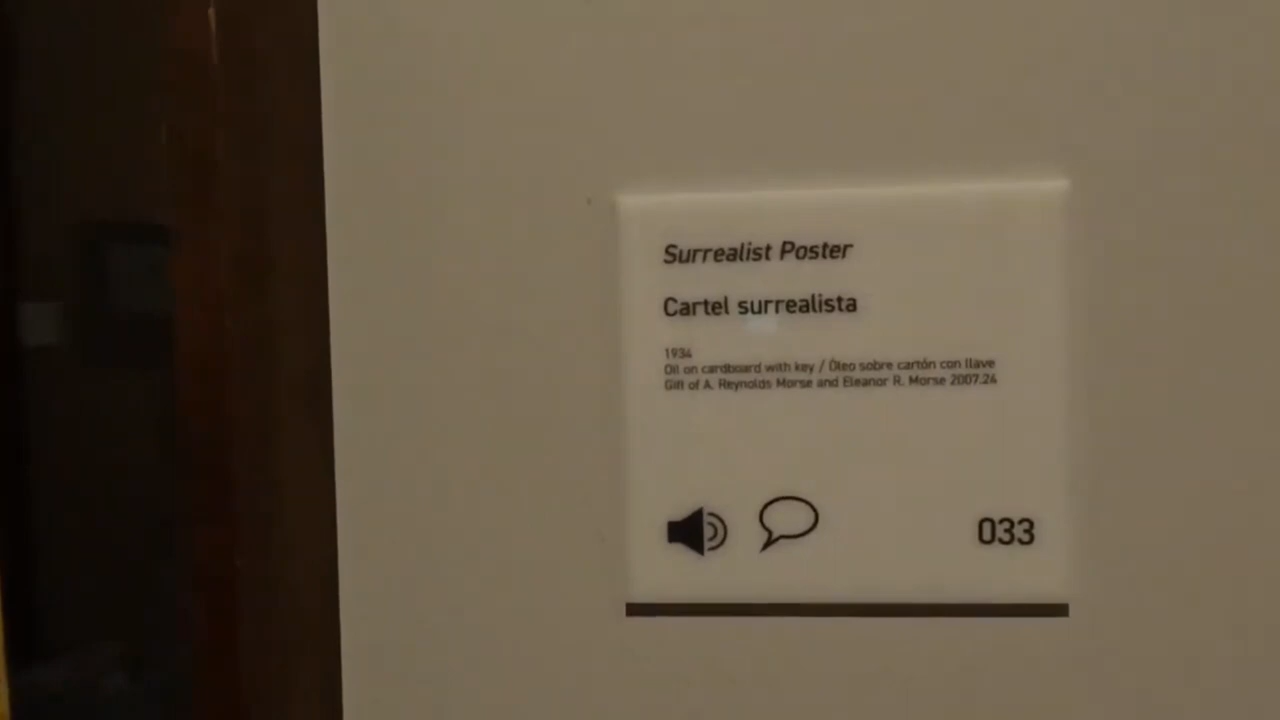 Surrealist Poster
Cartel surrealista
1934
Oil on cardboard with key / Óleo sobre cartón con llave
Gift of A. Reynolds Morse and Eleanor R. Morse 2007.24
033